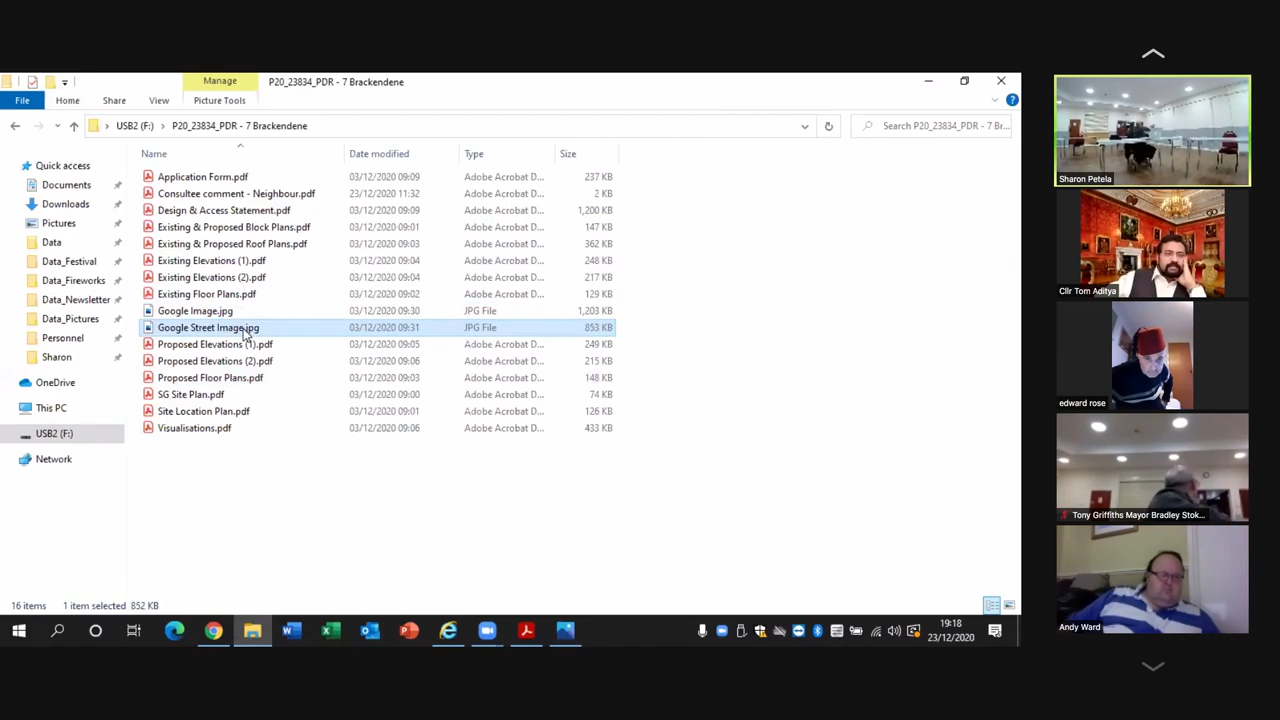 Manage
P20_23834_PDR - 7 Brackendene
File
Home
Share
View
Picture Tools
USB2 (F:)
P20_23834_PDR - 7 Brackendene
Search P20_23834_PDR - 7 Br...
Name
Date modified
Type
Size
Quick access
Documents
Downloads
Pictures
Data
Data_Festival
Data_Fireworks
Data_Newsletter
Data_Pictures
Personnel
Sharon
OneDrive
This PC
USB2 (F:)
Network
Application Form.pdf 03/12/2020 09:09 Adobe Acrobat D... 237 KB
Consultee comment - Neighbour.pdf 23/12/2020 11:32 Adobe Acrobat D... 2 KB
Design & Access Statement.pdf 03/12/2020 09:09 Adobe Acrobat D... 1,200 KB
Existing & Proposed Block Plans.pdf 03/12/2020 09:01 Adobe Acrobat D... 147 KB
Existing & Proposed Roof Plans.pdf 03/12/2020 09:03 Adobe Acrobat D... 362 KB
Existing Elevations (1).pdf 03/12/2020 09:04 Adobe Acrobat D... 248 KB
Existing Elevations (2).pdf 03/12/2020 09:04 Adobe Acrobat D... 217 KB
Existing Floor Plans.pdf 03/12/2020 09:02 Adobe Acrobat D... 129 KB
Google Image.jpg 03/12/2020 09:30 JPG File 1,203 KB
Google Street Image.jpg 03/12/2020 09:31 JPG File 853 KB
Proposed Elevations (1).pdf 03/12/2020 09:05 Adobe Acrobat D... 249 KB
Proposed Elevations (2).pdf 03/12/2020 09:06 Adobe Acrobat D... 215 KB
Proposed Floor Plans.pdf 03/12/2020 09:03 Adobe Acrobat D... 148 KB
SG Site Plan.pdf 03/12/2020 09:00 Adobe Acrobat D... 74 KB
Site Location Plan.pdf 03/12/2020 09:01 Adobe Acrobat D... 126 KB
Visualisations.pdf 03/12/2020 09:06 Adobe Acrobat D... 433 KB
16 items 1 item selected 852 KB
19:18
23/12/2020
Sharon Petela
Cllr Tom Aditya
edward rose
Tony Griffiths Mayor Bradley Stok...
Andy Ward